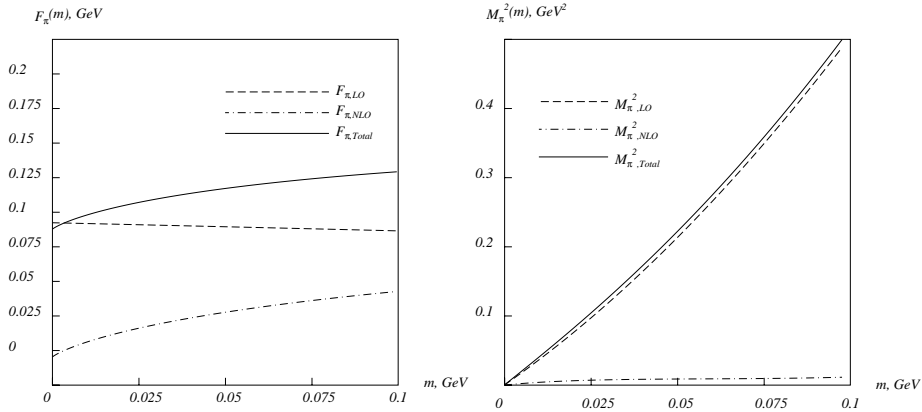 F_π(m), GeV
0.2
0.175
0.15
0.125
0.1
0.075
0.05
0.025
0
0 0.025 0.05 0.075 0.1
m, GeV
F_π,LO
F_π,NLO
F_π,Total
M_π^2(m), GeV^2
0.4
0.3
0.2
0.1
0 0.025 0.05 0.075 0.1
m, GeV
M_π^2,LO
M_π^2,NLO
M_π^2,Total